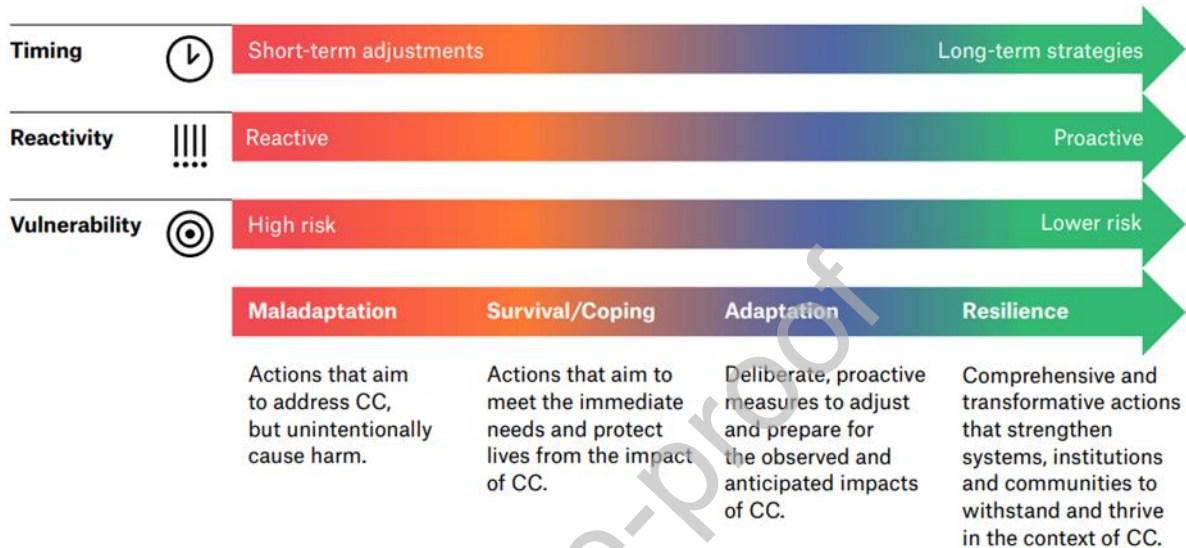 Timing
Short-term adjustments
Long-term strategies
Reactivity
Reactive
Proactive
Vulnerability
High risk
Lower risk
Maladaptation
Survival/Coping
Adaptation
Resilience
Actions that aim
to address CC,
but unintentionally
cause harm.
Actions that aim to
meet the immediate
needs and protect
lives from the impact
of CC.
Deliberate, proactive
measures to adjust
and prepare for
the observed and
anticipated impacts
of CC.
Comprehensive and
transformative actions
that strengthen
systems, institutions
and communities to
withstand and thrive
in the context of CC.
e-proof